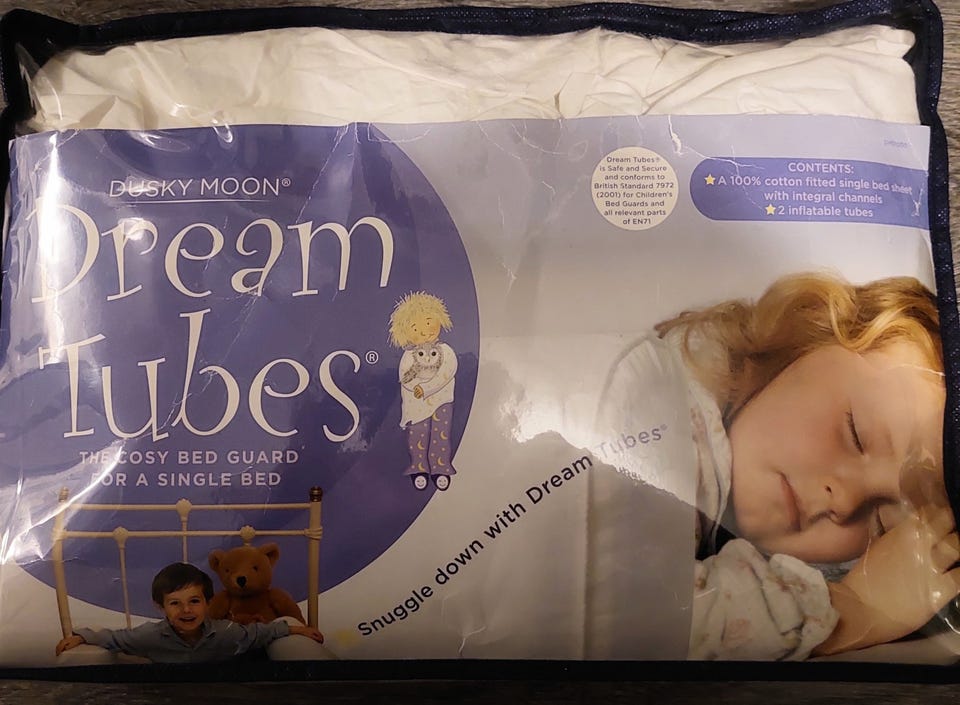 DUSKY MOON®
Dream
Tubes®
THE COSY BED GUARD
FOR A SINGLE BED
Dream Tubes®
is Safe and Secure
and conforms to
British Standard 7972
(2001) for Children's
Bed Guards and
all relevant parts
of EN71
CONTENTS:
A 100% cotton fitted single bed sheet
with integral channels
2 inflatable tubes
Snuggle down with Dream Tubes®